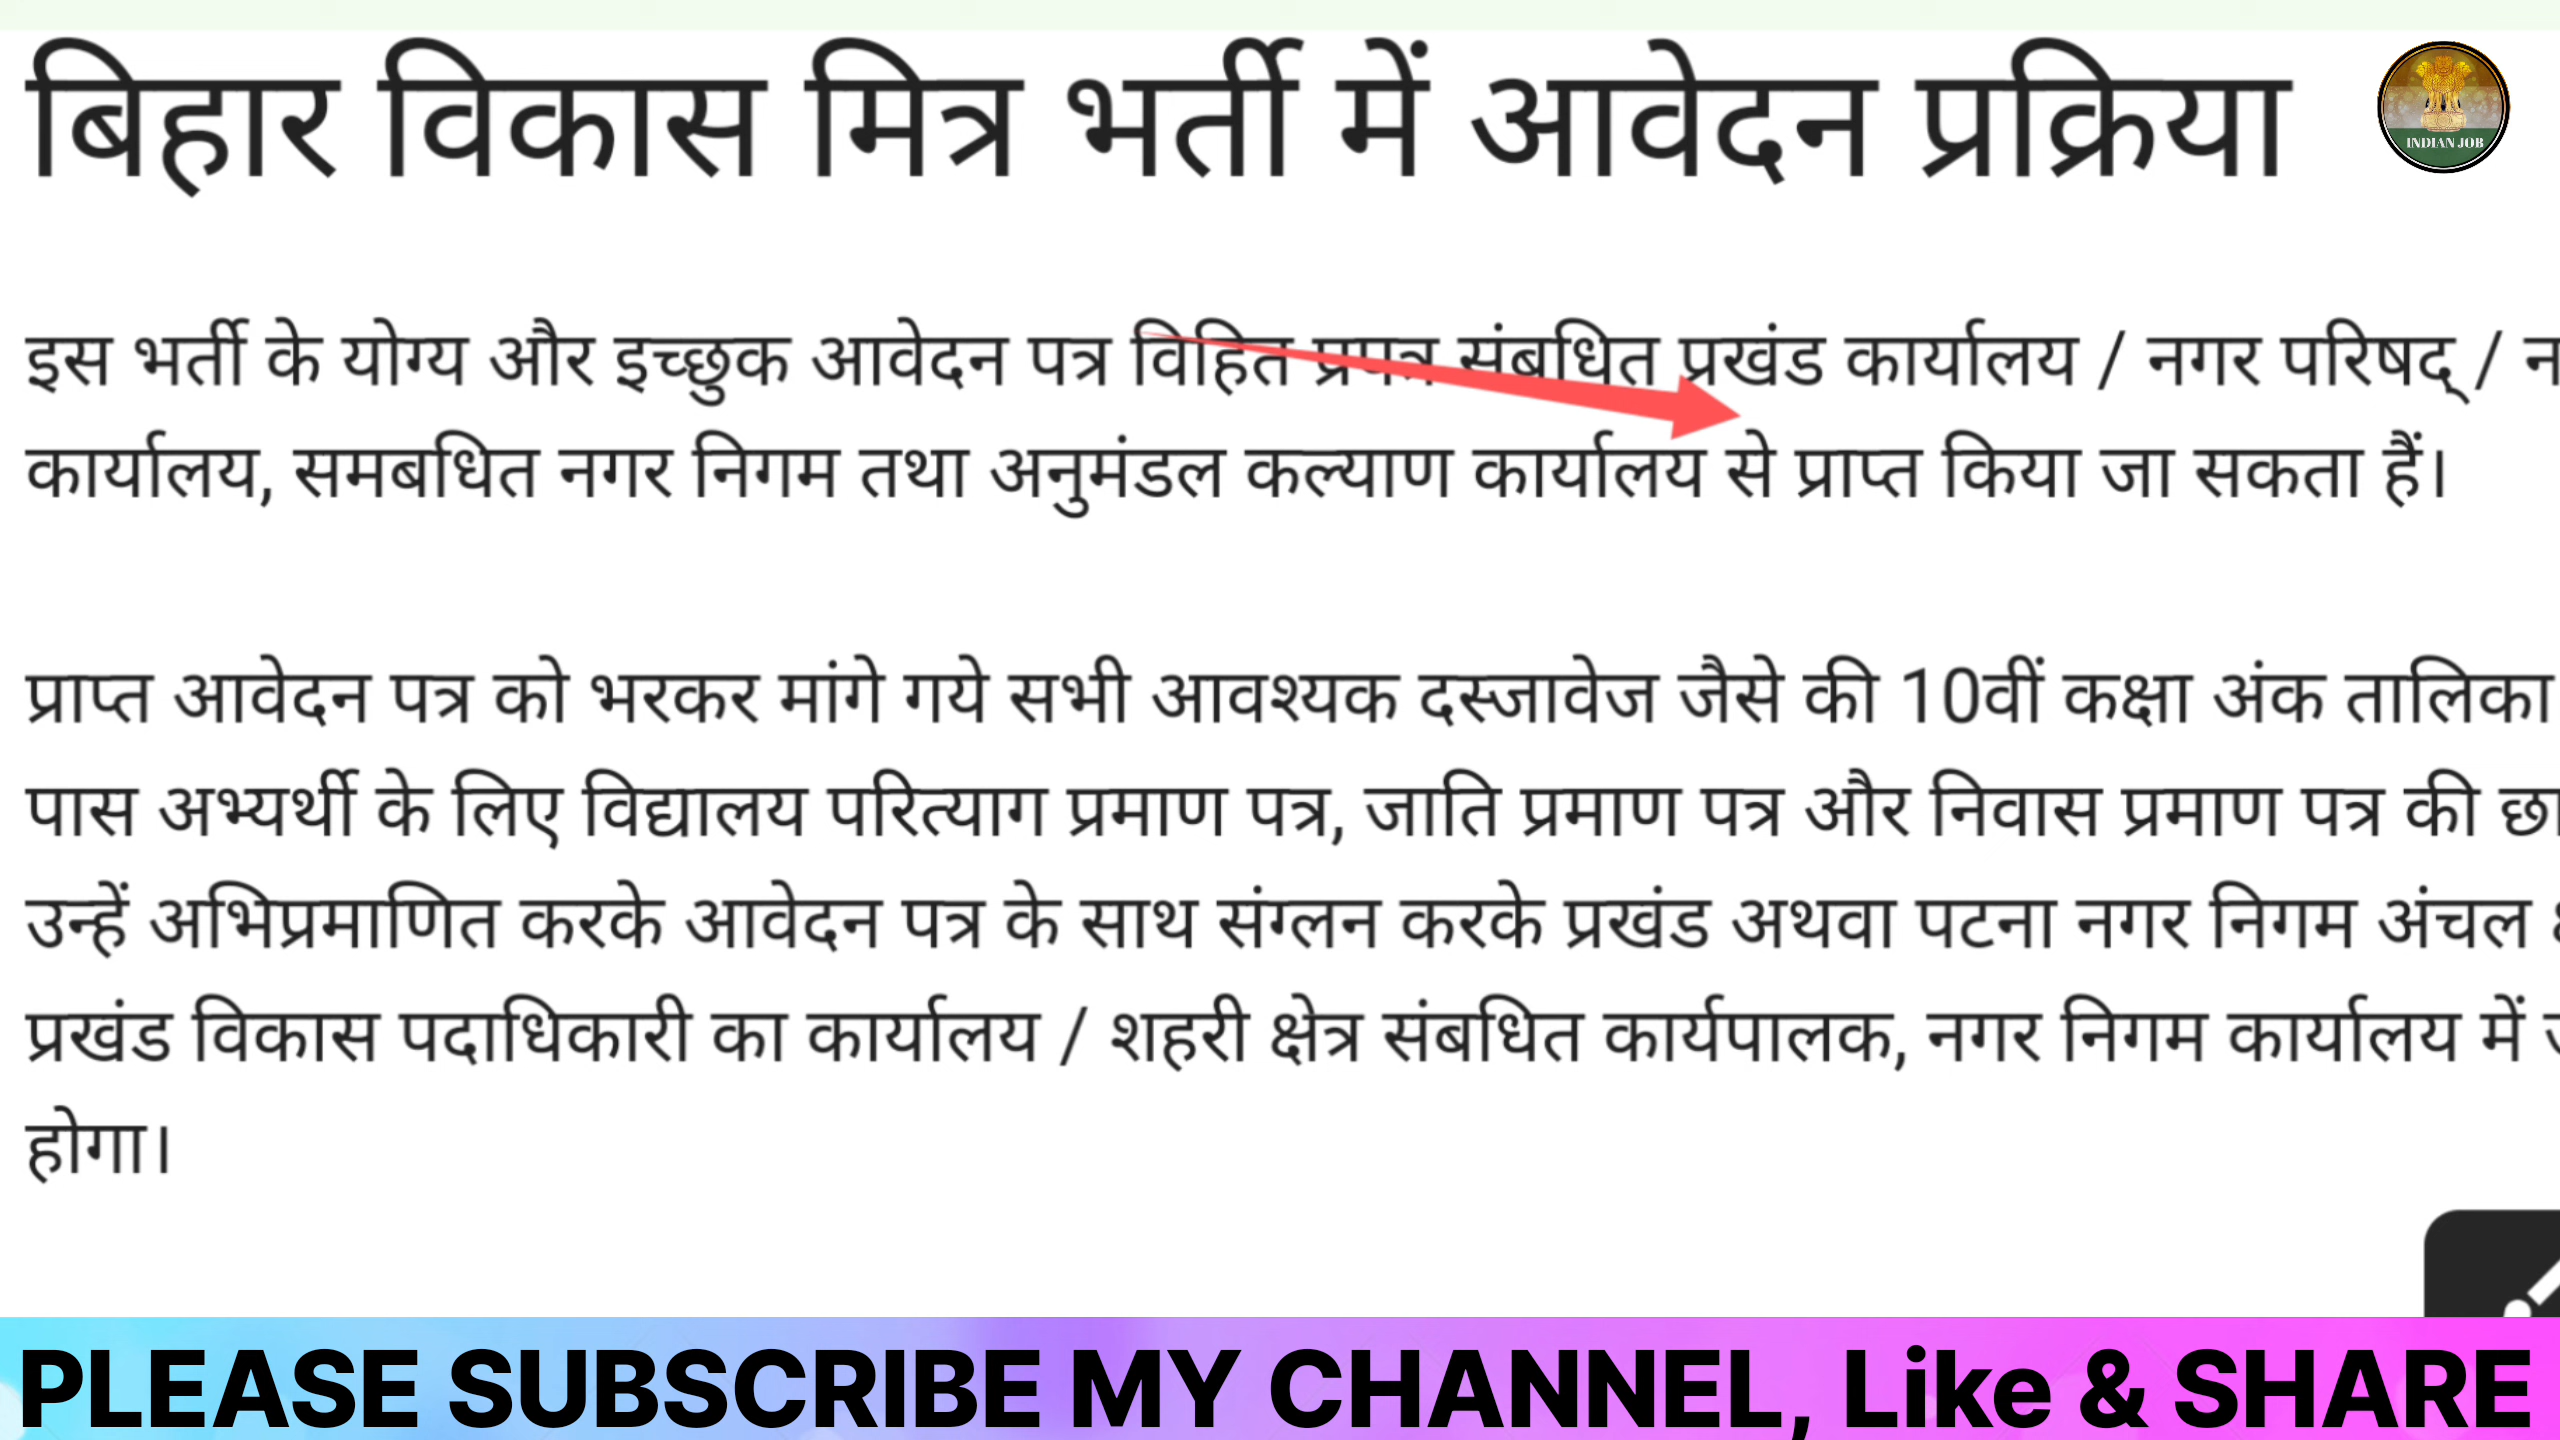 बिहार विकास मित्र भर्ती में आवेदन प्रक्रिया
INDIAN JOB
इस भर्ती के योग्य और इच्छुक आवेदन पत्र विहित प्रपत्र संबधित प्रखंड कार्यालय / नगर परिषद् /
कार्यालय, समबधित नगर निगम तथा अनुमंडल कल्याण कार्यालय से प्राप्त किया जा सकता हैं।
प्राप्त आवेदन पत्र को भरकर मांगे गये सभी आवश्यक दस्जावेज जैसे की 10वीं कक्षा अंक तालिका
पास अभ्यर्थी के लिए विद्यालय परित्याग प्रमाण पत्र, जाति प्रमाण पत्र और निवास प्रमाण पत्र की
उन्हें अभिप्रमाणित करके आवेदन पत्र के साथ संग्लन करके प्रखंड अथवा पटना नगर निगम अंचल
प्रखंड विकास पदाधिकारी का कार्यालय / शहरी क्षेत्र संबधित कार्यपालक, नगर निगम कार्यालय में
होगा।
PLEASE SUBSCRIBE MY CHANNEL, Like & SHARE